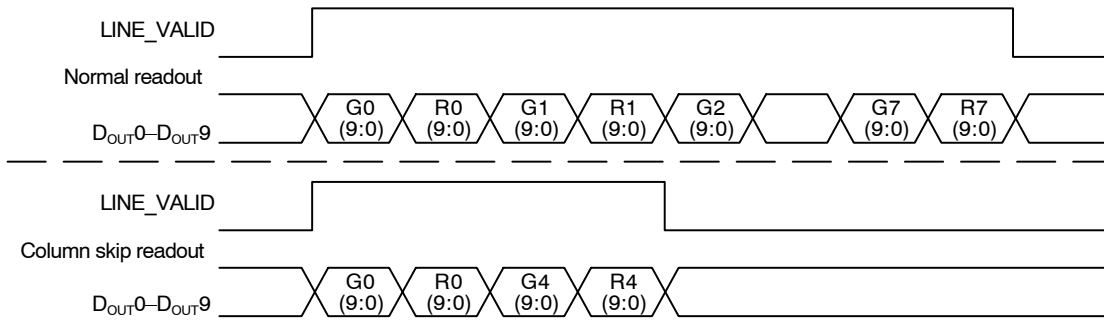 LINE_VALID
Normal readout
G0 R0 G1 R1 G2 G7 R7
(9:0) (9:0) (9:0) (9:0) (9:0) (9:0) (9:0)
DOUT0–DOUT9
LINE_VALID
Column skip readout
G0 R0 G4 R4
(9:0) (9:0) (9:0) (9:0)
DOUT0–DOUT9